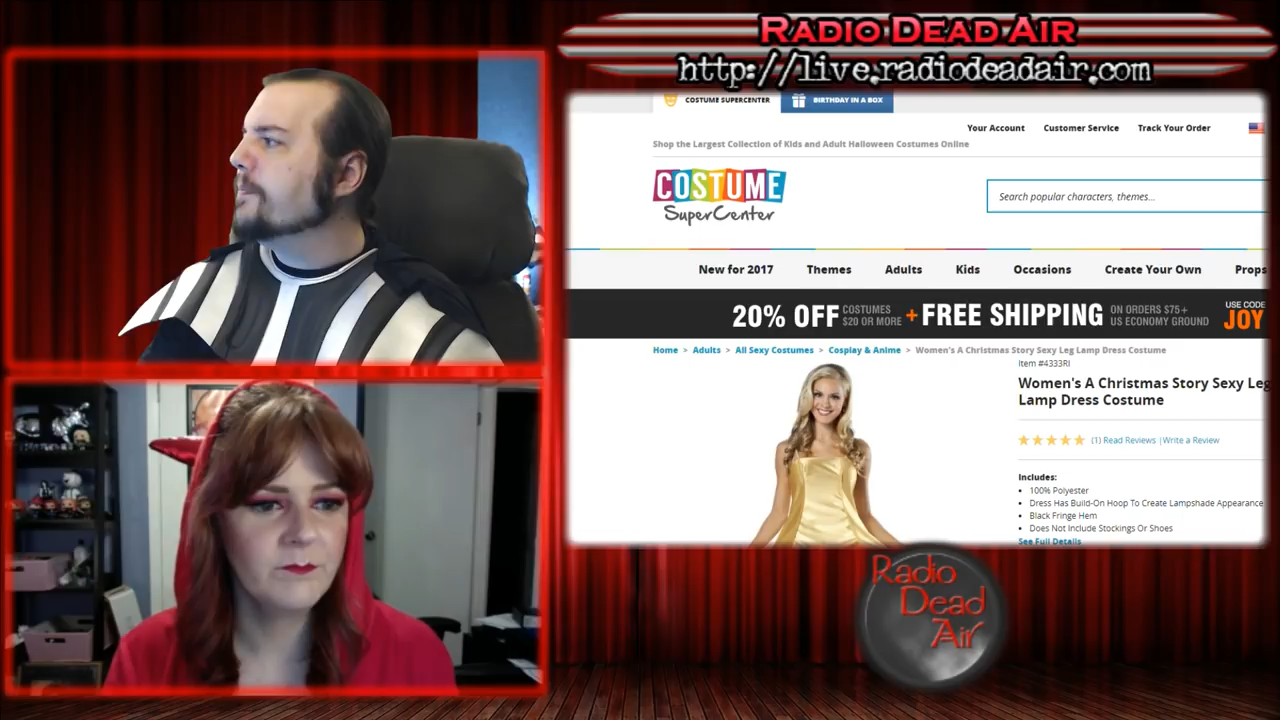 Radio Dead Air
http://live.radiodeadair.com
COSTUME SUPERCENTER
BIRTHDAY IN A BOX
Your Account
Customer Service
Track Your Order
Shop the Largest Collection of Kids and Adult Halloween Costumes Online
COSTUME
SuperCenter
Search popular characters, themes...
New for 2017
Themes
Adults
Kids
Occasions
Create Your Own
Props
20% OFF COSTUMES $20 OR MORE + FREE SHIPPING ON ORDERS $75+ US ECONOMY GROUND USE CODE JOY
Home > Adults > All Sexy Costumes > Cosplay & Anime > Women's A Christmas Story Sexy Leg Lamp Dress Costume
Item #4333RI
Women's A Christmas Story Sexy Leg
Lamp Dress Costume
(1) Read Reviews | Write a Review
Includes:
100% Polyester
Dress Has Build-On Hoop To Create Lampshade Appearance
Black Fringe Hem
Does Not Include Stockings Or Shoes
See Full Details
Radio
Dead
Air